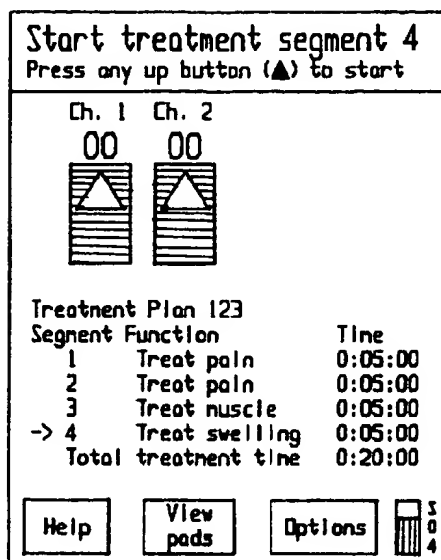 Start treatment segment 4
Press any up button (▲) to start
Ch. 1 Ch. 2
00 00
Treatment Plan 123
Segment Function Time
1 Treat pain 0:05:00
2 Treat pain 0:05:00
3 Treat muscle 0:05:00
-> 4 Treat swelling 0:05:00
Total treatment time 0:20:00
Help View pads Options
S04